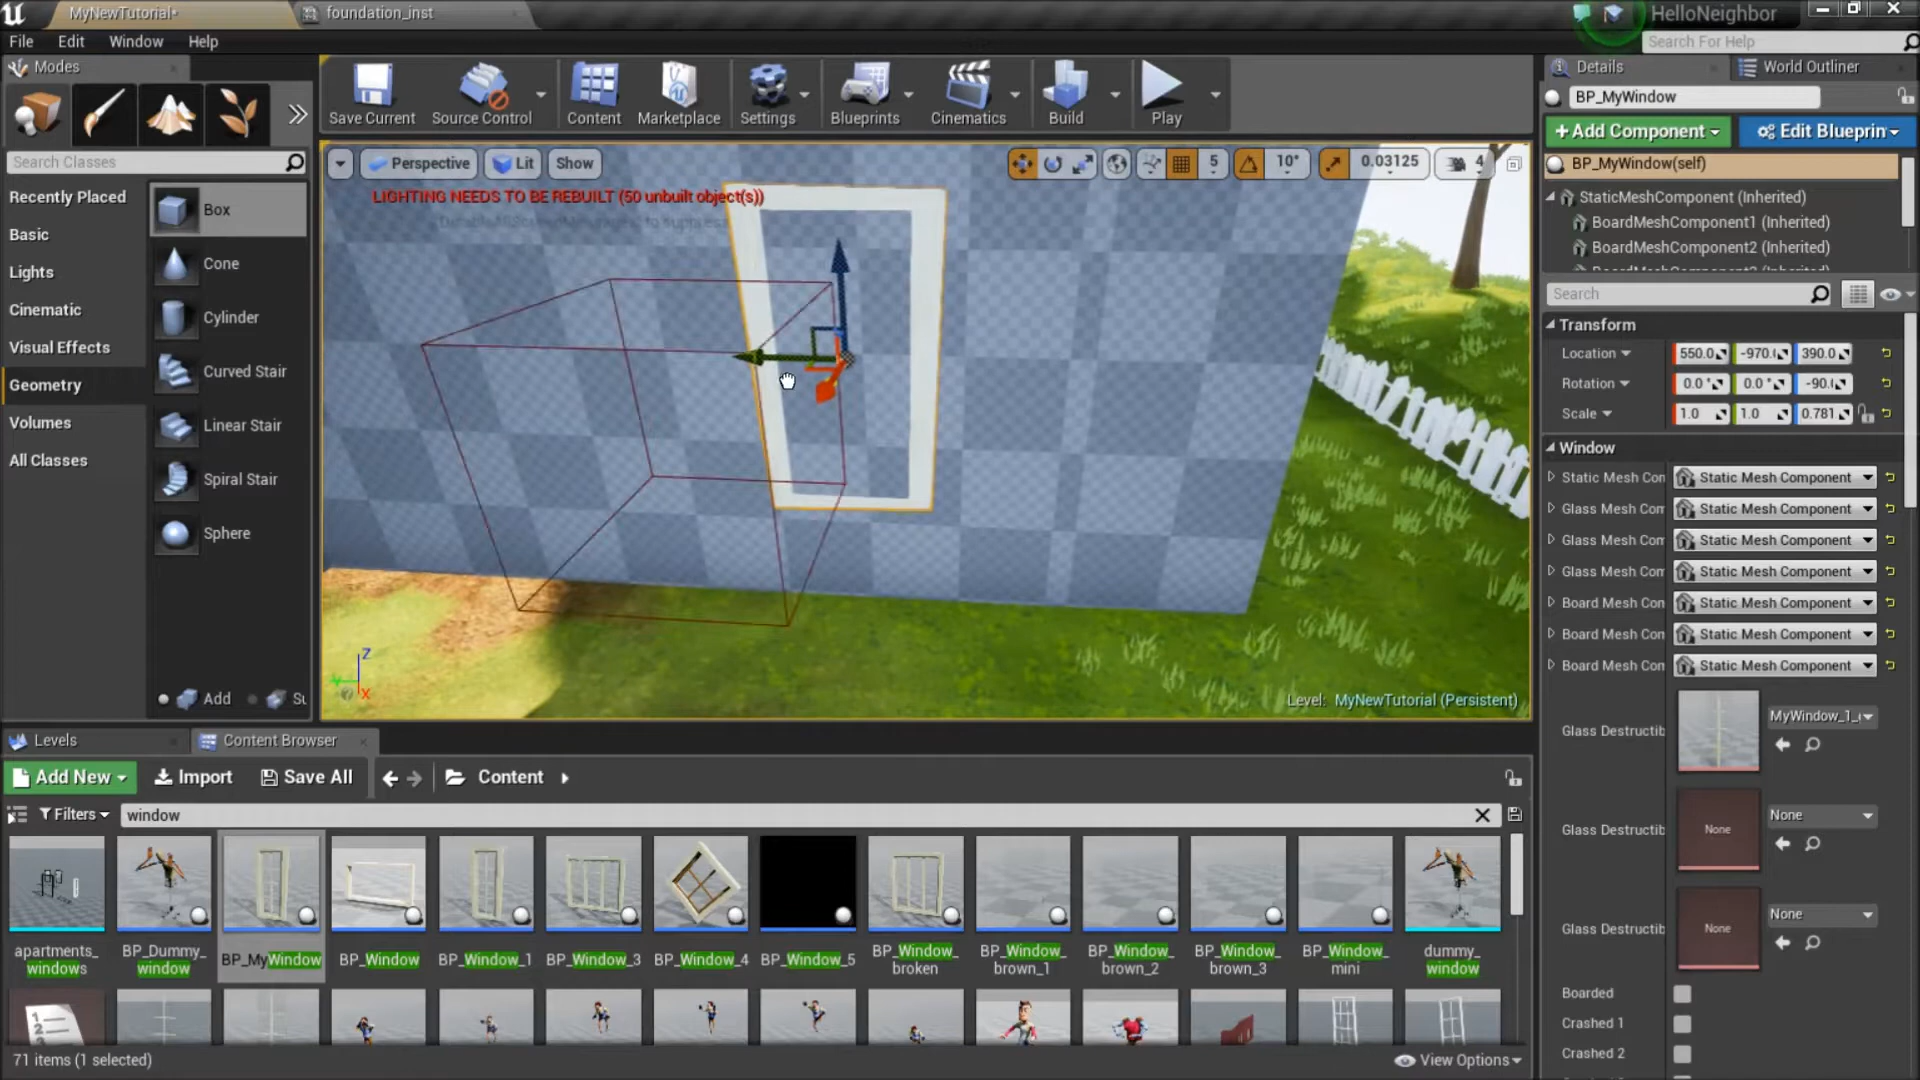 MyNewTutorial*
foundation_inst
HelloNeighbor
File Edit Window Help
Search For Help
Modes
Save Current
Source Control
Content
Marketplace
Settings
Blueprints
Cinematics
Build
Play
Search Classes
Recently Placed
Basic
Lights
Cinematic
Visual Effects
Geometry
Volumes
All Classes
Box
Cone
Cylinder
Curved Stair
Linear Stair
Spiral Stair
Sphere
Add
Su
Perspective
Lit
Show
5
10°
0.03125
4
LIGHTING NEEDS TO BE REBUILT (50 unbuilt object(s))
Z
X
Level: MyNewTutorial (Persistent)
Details
World Outliner
BP_MyWindow
+Add Component
Edit Blueprin
BP_MyWindow(self)
StaticMeshComponent (Inherited)
BoardMeshComponent1 (Inherited)
BoardMeshComponent2 (Inherited)
Search
Transform
Location 550.0 -970.( 390.0
Rotation 0.0 ° 0.0 ° -90.(
Scale 1.0 1.0 0.781
Window
Static Mesh Con Static Mesh Component
Glass Mesh Com Static Mesh Component
Glass Mesh Com Static Mesh Component
Glass Mesh Com Static Mesh Component
Board Mesh Con Static Mesh Component
Board Mesh Con Static Mesh Component
Board Mesh Con Static Mesh Component
Glass Destructib MyWindow_1_
Glass Destructib None None
Glass Destructib None None
Boarded
Crashed 1
Crashed 2
Levels
Content Browser
Add New
Import
Save All
Content
Filters
window
apartments_
windows
BP_Dummy_
window
BP_MyWindow
BP_Window
BP_Window_1
BP_Window_3
BP_Window_4
BP_Window_5
BP_Window_
broken
BP_Window_
brown_1
BP_Window_
brown_2
BP_Window_
brown_3
BP_Window_
mini
dummy_
window
71 items (1 selected)
View Options